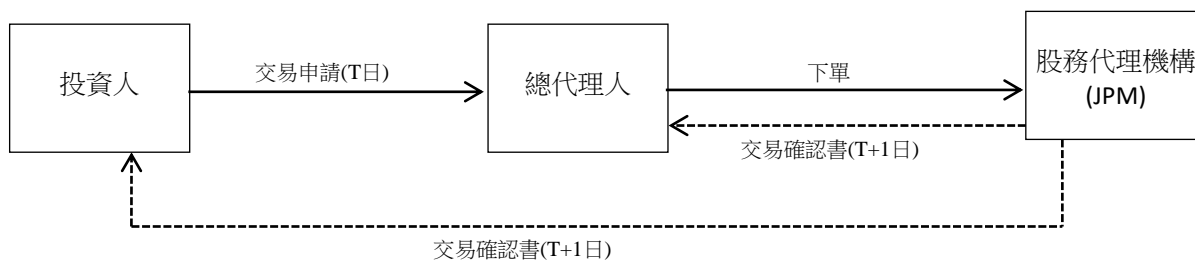 投資人
交易申請(T日)
總代理人
下單
股務代理機構
(JPM)
交易確認書(T+1日)
交易確認書(T+1日)